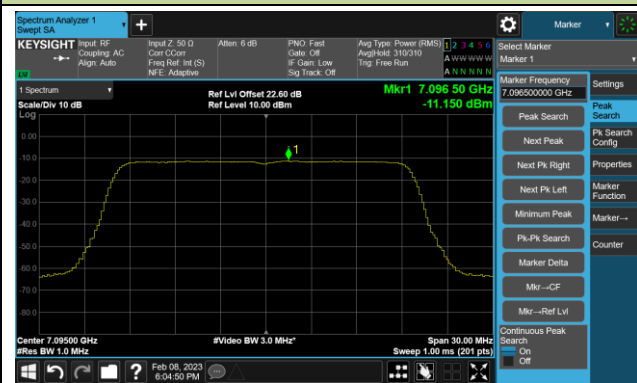 Spectrum Analyzer 1
Swept SA
+
Marker
KEYSIGHT
Input: RF
Coupling: AC
Align: Auto
Input Z: 50 Ω
Corr CCorr
Freq Ref: Int (S)
NFE: Adaptive
Atten: 6 dB
PNO: Fast
Gate: Off
IF Gain: Low
Sig Track: Off
Avg Type: Power (RMS)
Avg|Hold: 310/310
Trig: Free Run
1 2 3 4 5 6
A W W W W W
A N N N N N
Select Marker
Marker 1
1 Spectrum
Scale/Div 10 dB
Log
Ref Lvl Offset 22.60 dB
Ref Level 10.00 dBm
Mkr1 7.096 50 GHz
-11.150 dBm
1
0.00
-10.0
-20.0
-30.0
-40.0
-50.0
-60.0
-70.0
-80.0
Center 7.09500 GHz
#Res BW 1.0 MHz
#Video BW 3.0 MHz*
Span 30.00 MHz
Sweep 1.00 ms (201 pts)
Marker Frequency
7.096500000 GHz
Peak Search
Next Peak
Next Pk Right
Next Pk Left
Minimum Peak
Pk-Pk Search
Marker Delta
Mkr→CF
Mkr→Ref Lvl
Continuous Peak
Search
On
Off
Settings
Peak
Search
Pk Search
Config
Properties
Marker
Function
Marker→
Counter
?
Feb 08, 2023
6:04:50 PM